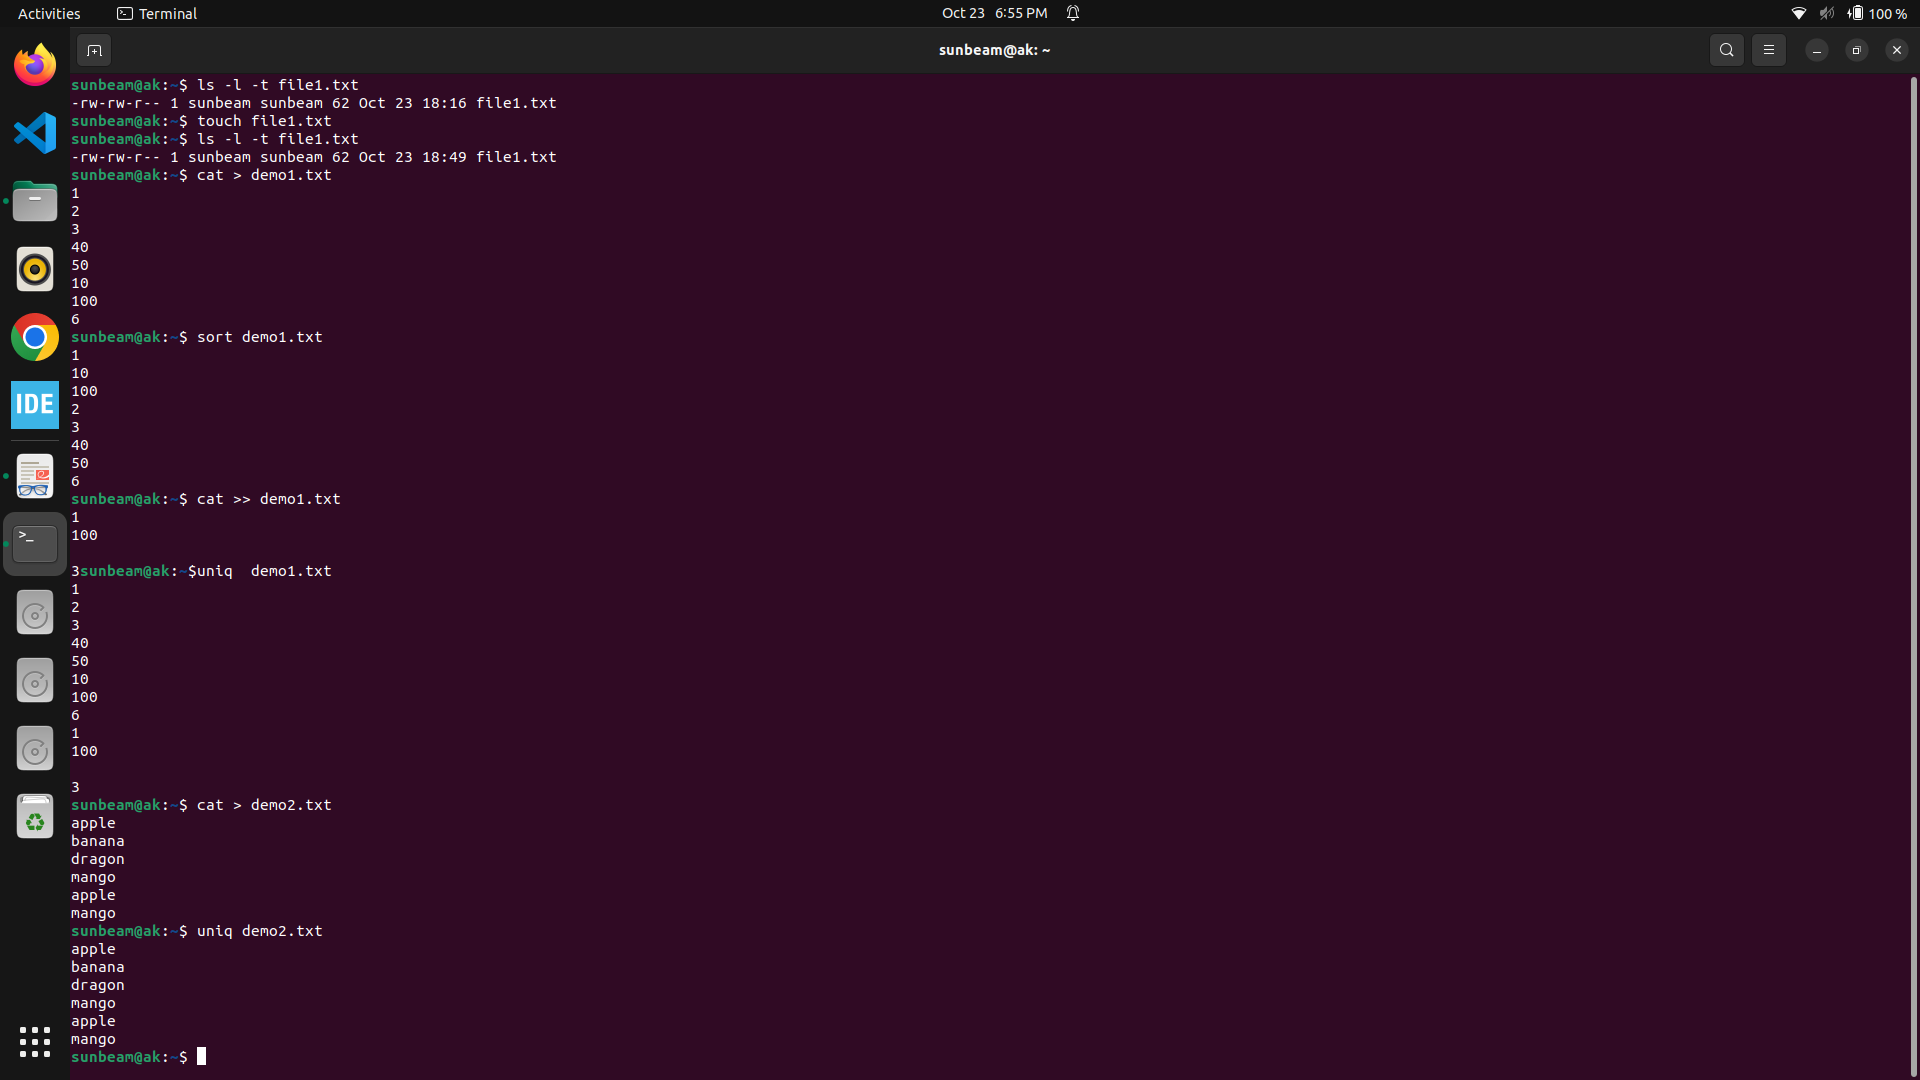 Activities Terminal Oct 23 6:55 PM 100 %
sunbeam@ak: ~
sunbeam@ak:~$ ls -l -t file1.txt
-rw-rw-r-- 1 sunbeam sunbeam 62 Oct 23 18:16 file1.txt
sunbeam@ak:~$ touch file1.txt
sunbeam@ak:~$ ls -l -t file1.txt
-rw-rw-r-- 1 sunbeam sunbeam 62 Oct 23 18:49 file1.txt
sunbeam@ak:~$ cat > demo1.txt
1
2
3
40
50
10
100
6
sunbeam@ak:~$ sort demo1.txt
1
10
100
2
3
40
50
6
sunbeam@ak:~$ cat >> demo1.txt
1
100

3sunbeam@ak:~$uniq  demo1.txt
1
2
3
40
50
10
100
6
1
100

3
sunbeam@ak:~$ cat > demo2.txt
apple
banana
dragon
mango
apple
mango
sunbeam@ak:~$ uniq demo2.txt
apple
banana
dragon
mango
apple
mango
sunbeam@ak:~$
IDE
>_